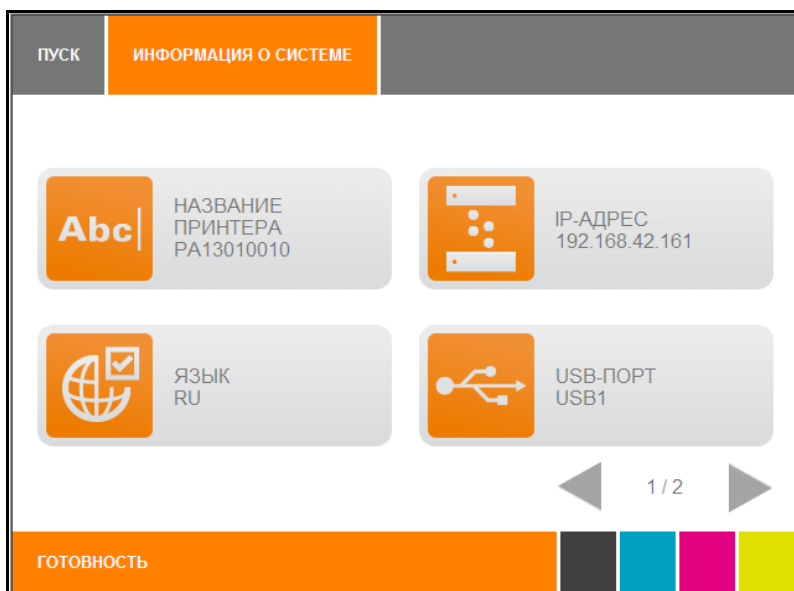 ПУСК
ИНФОРМАЦИЯ О СИСТЕМЕ
Abc
НАЗВАНИЕ
ПРИНТЕРА
PA13010010
IP-АДРЕС
192.168.42.161
ЯЗЫК
RU
USB-ПОРТ
USB1
1 / 2
ГОТОВНОСТЬ